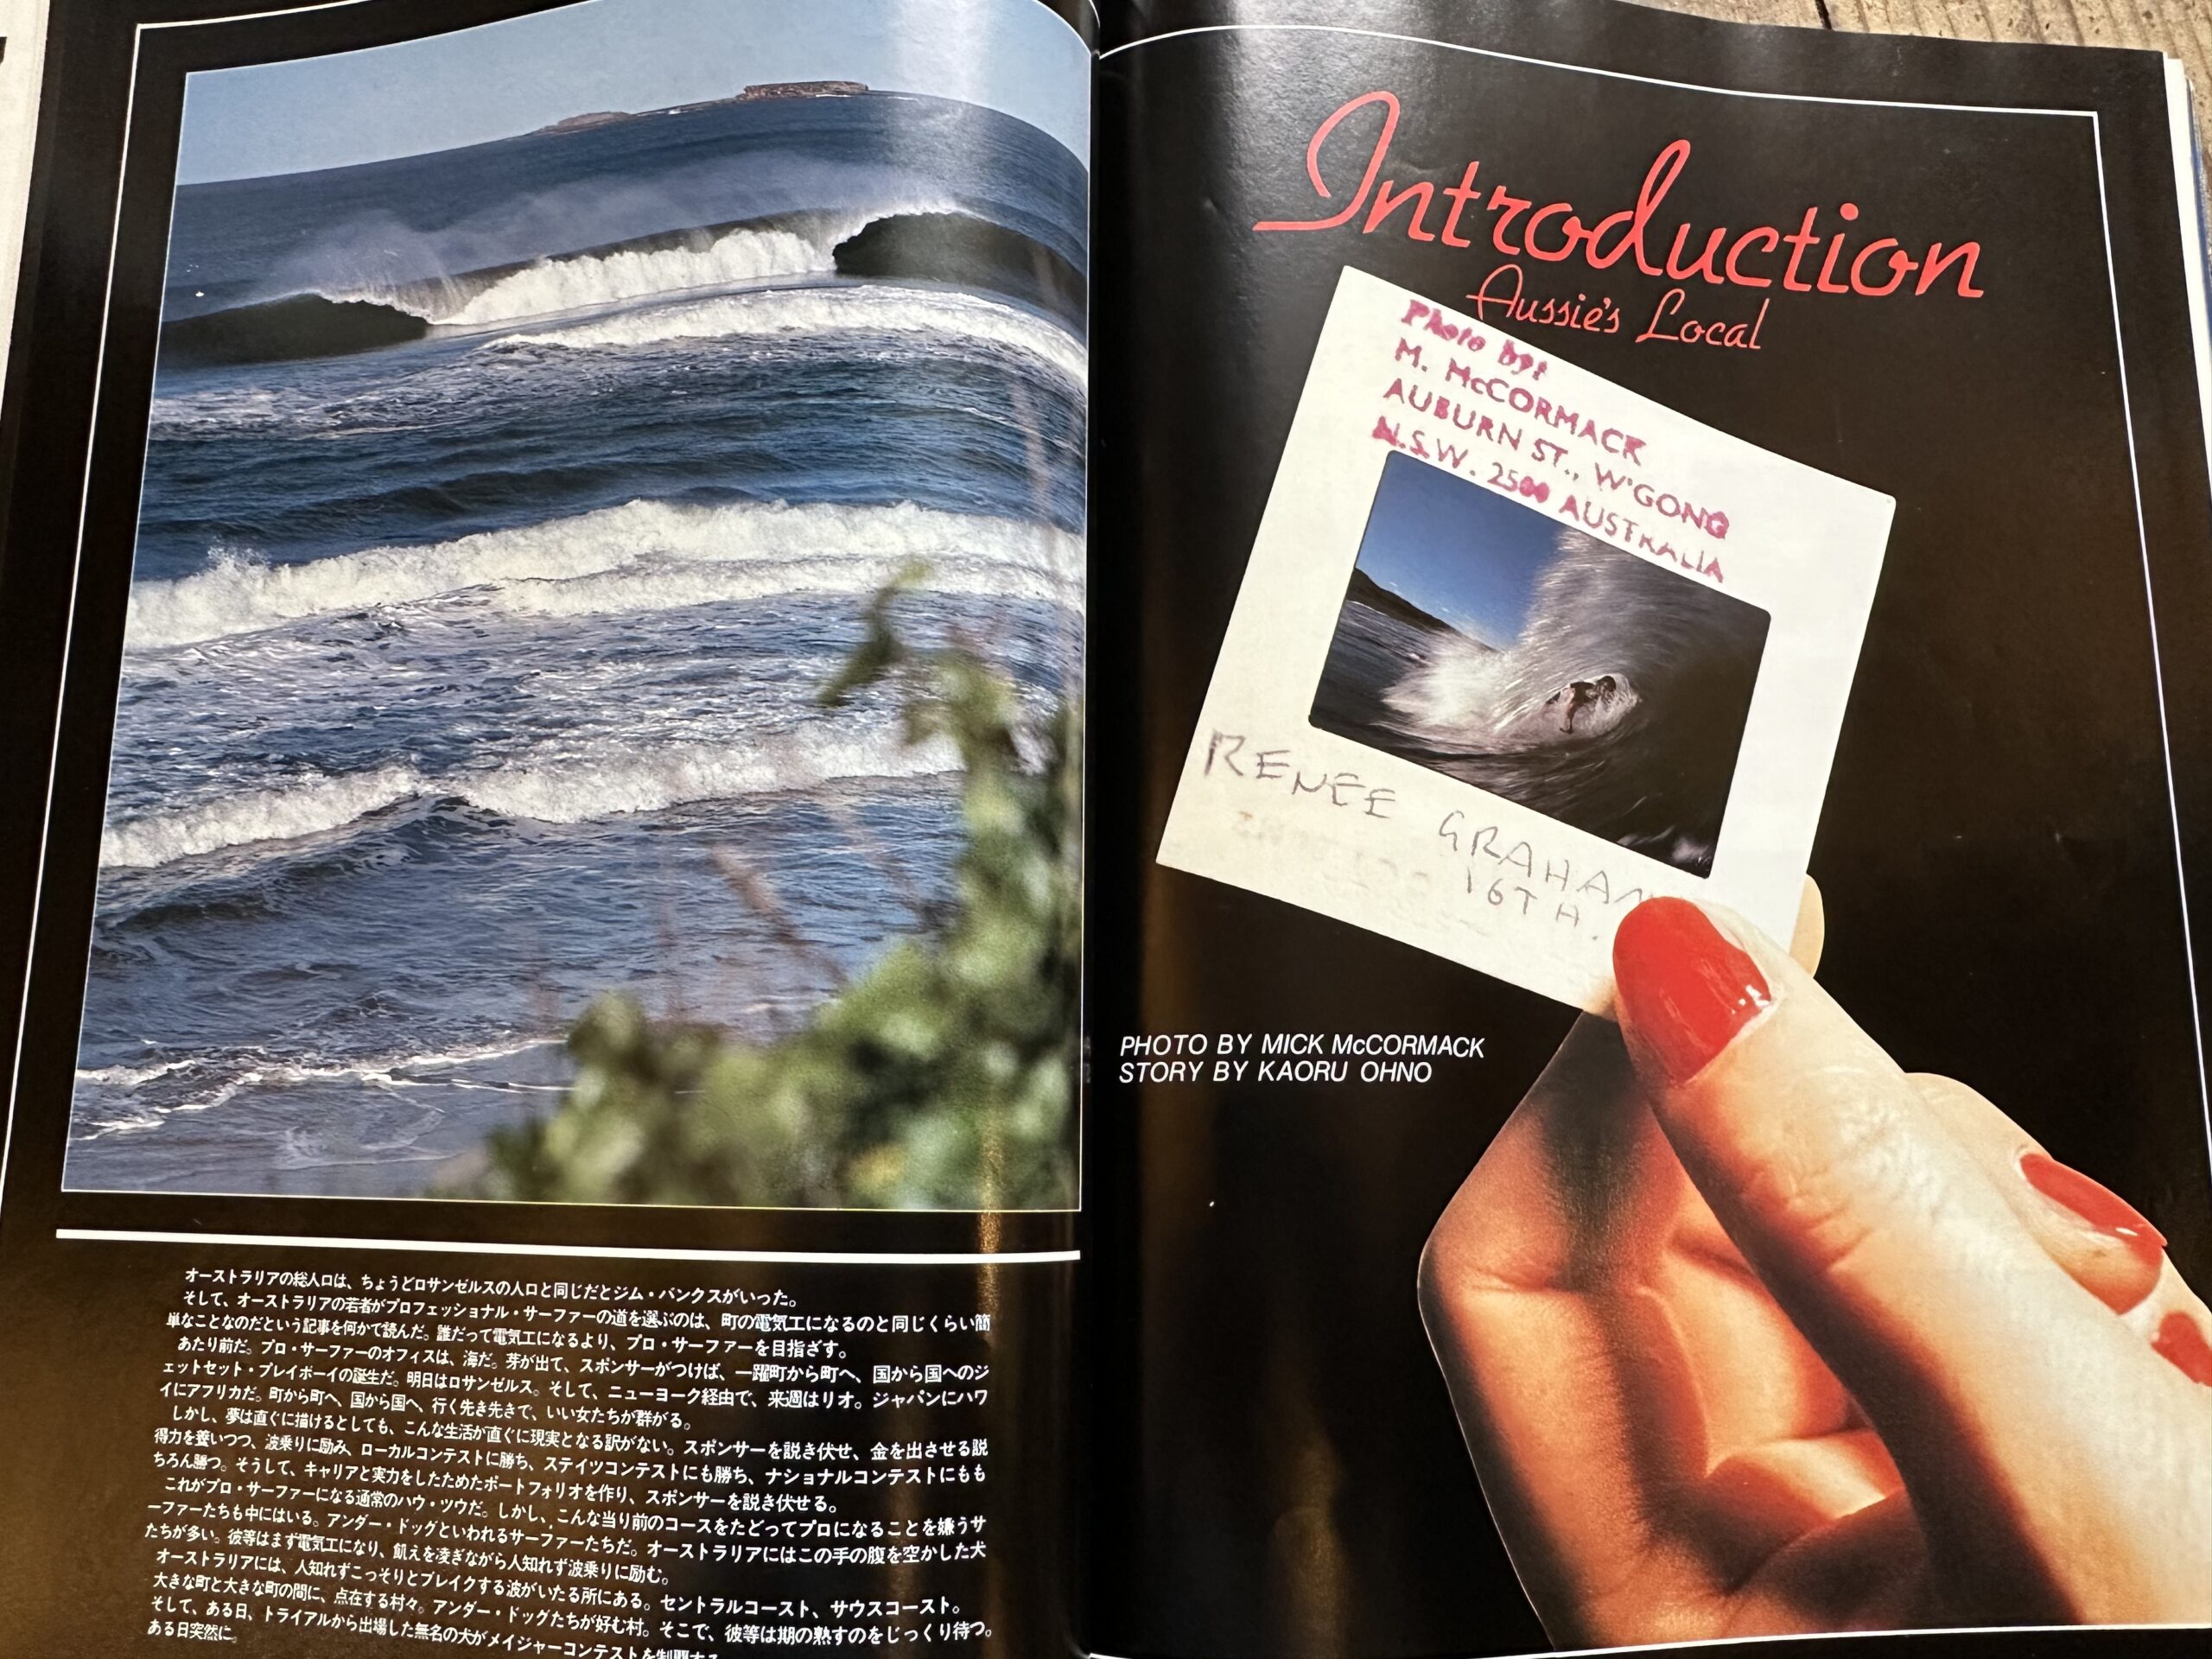 オーストラリアの総人口は、ちょうどロサンゼルスの人口と同じだとジム・バンクスがいった。
そして、オーストラリアの若者がプロフェッショナル・サーファーの道を選ぶのは、町の電気工になるのと同じくらい簡
単なことなのだという記事を何かで読んだ。誰だって電気工になるより、プロ・サーファーを目指ざす。
あたり前だ。プロ・サーファーのオフィスは、海だ。芽が出て、スポンサーがつけば、一躍町から町へ、国から国へのジ
ェットセット・プレイボーイの誕生だ。明日はロサンゼルス。そして、ニューヨーク経由で、来週はリオ。ジャパンにハワ
イにアフリカだ。町から町へ、国から国へ、行く先き先きで、いい女たちが群がる。
しかし、夢は直ぐに描けるとしても、こんな生活が直ぐに現実となる訳がない。スポンサーを説き伏せ、金を出させる説
得力を養いつつ、波乗りに励み、ローカルコンテストに勝ち、ステイツコンテストにも勝ち、ナショナルコンテストにもも
ちろん勝つ。そうして、キャリアと実力をしたためたポートフォリオを作り、スポンサーを説き伏せる。
これがプロ・サーファーになる通常のハウ・ツウだ。しかし、こんな当り前のコースをたどってプロになることを嫌うサ
ーファーたちも中にはいる。アンダー・ドッグといわれるサーファーたちだ。オーストラリアにはこの手の腹を空かした犬
たちが多い。彼等はまず電気工になり、飢えを凌ぎながら人知れず波乗りに励む。
オーストラリアには、人知れずこっそりとブレイクする波がいたる所にある。セントラルコースト、サウスコースト。
大きな町と大きな町の間に、点在する村々。アンダー・ドッグたちが好む村。そこで、彼等は期の熟すのをじっくり待つ。
そして、ある日、トライアルから出場した無名の犬がメイジャーコンテストを制覇する
ある日突然に。
Introduction
Aussie's Local
Photo by:
M. McCORMACK
AUBURN ST., W'GONG
N.S.W. 2500 AUSTRALIA
RENEE GRAHAM
16TH.
PHOTO BY MICK McCORMACK
STORY BY KAORU OHNO